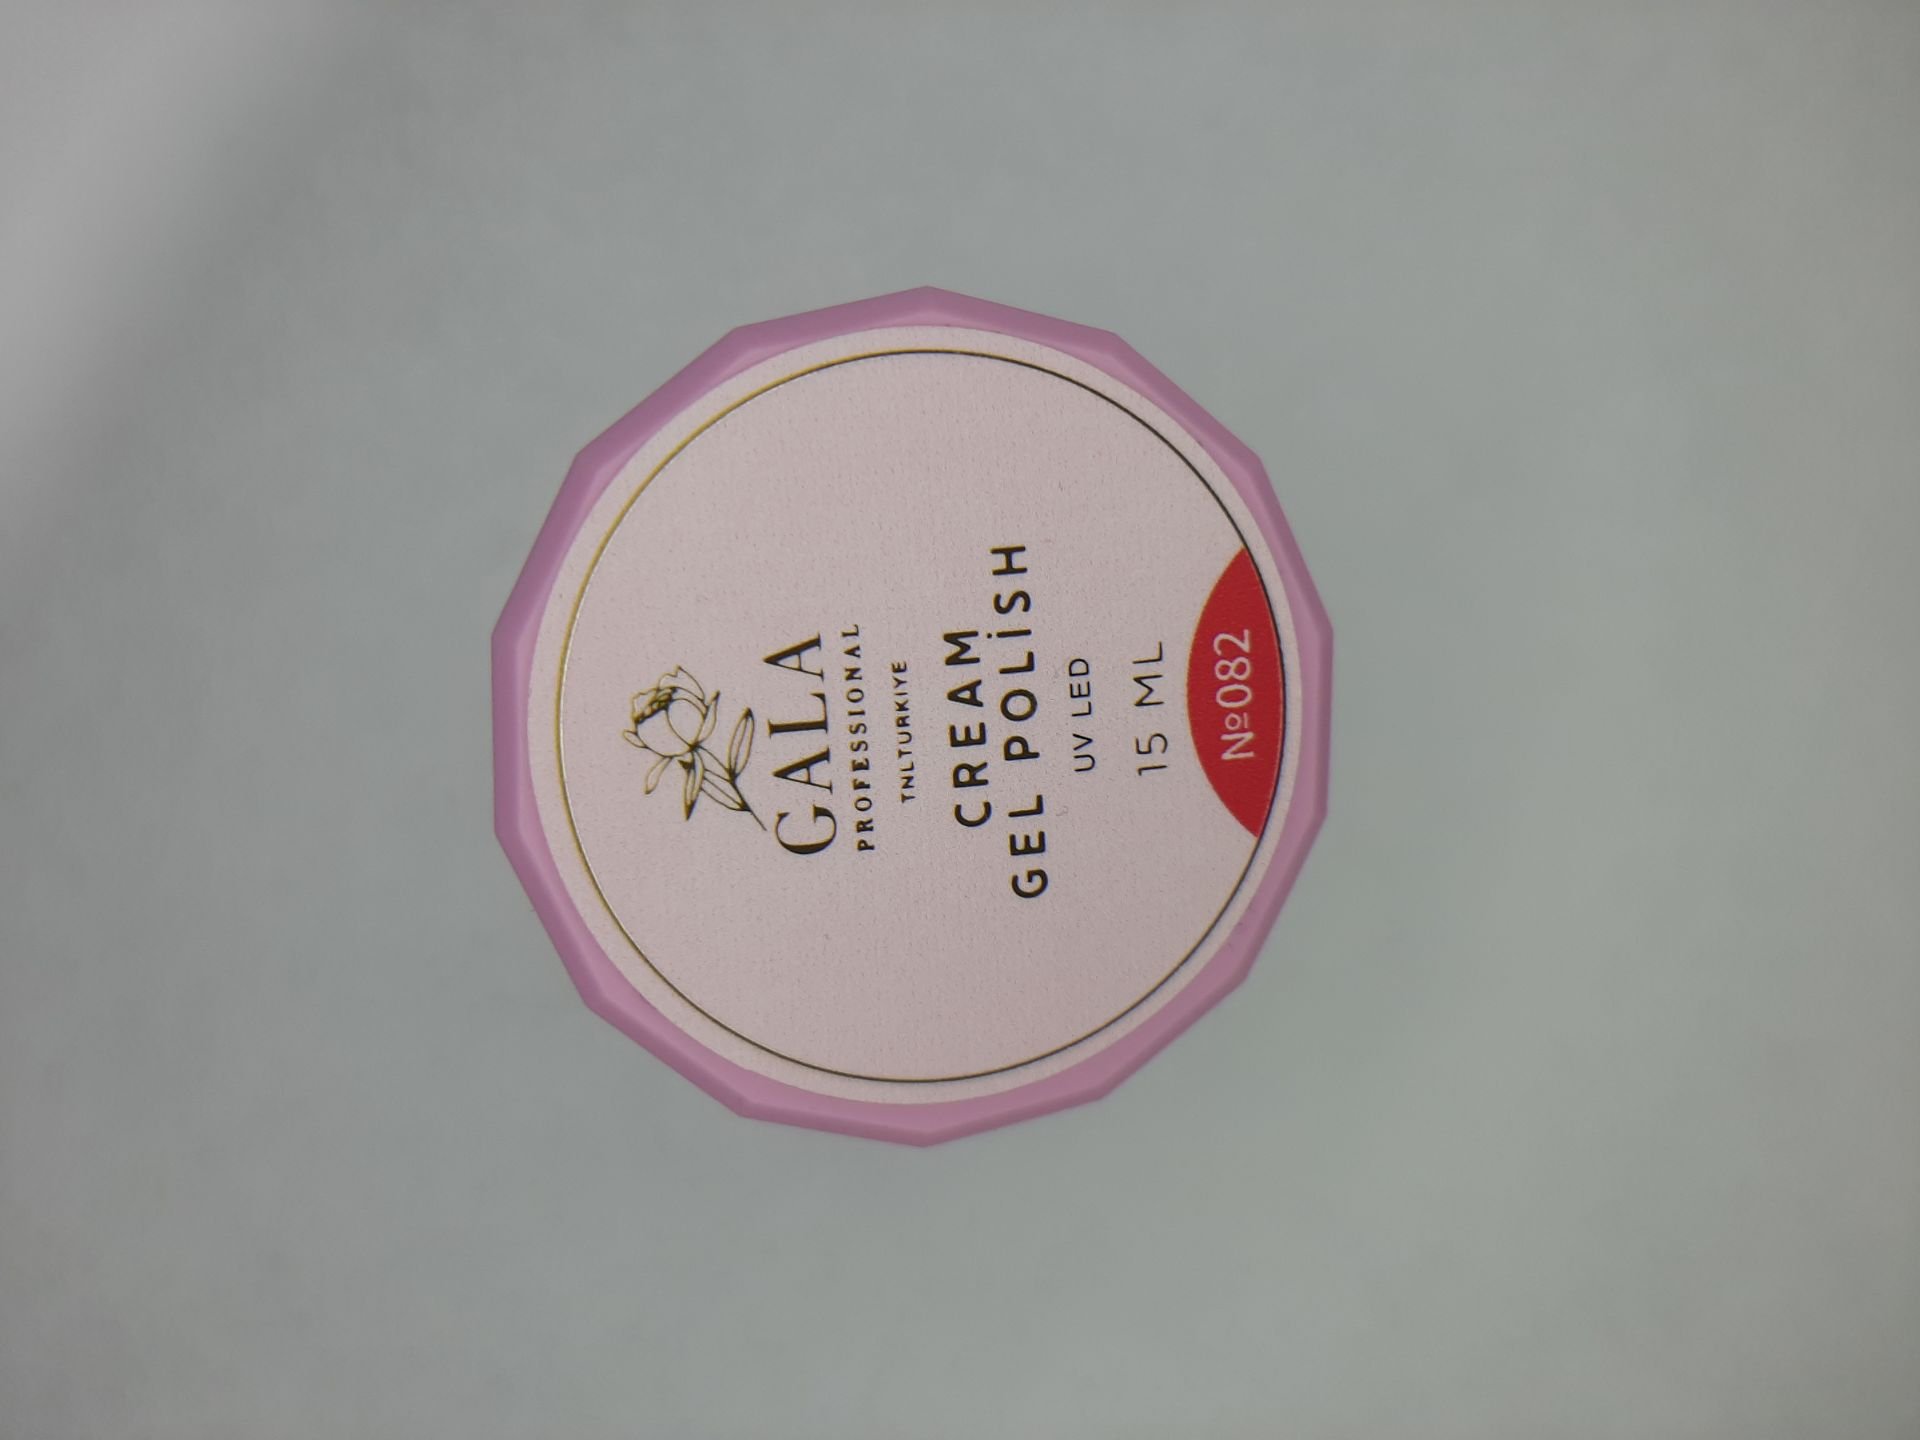 GALA
PROFESSIONAL
TNLTURKIYE
CREAM
GEL POLİSH
UV LED
15 ML
№082